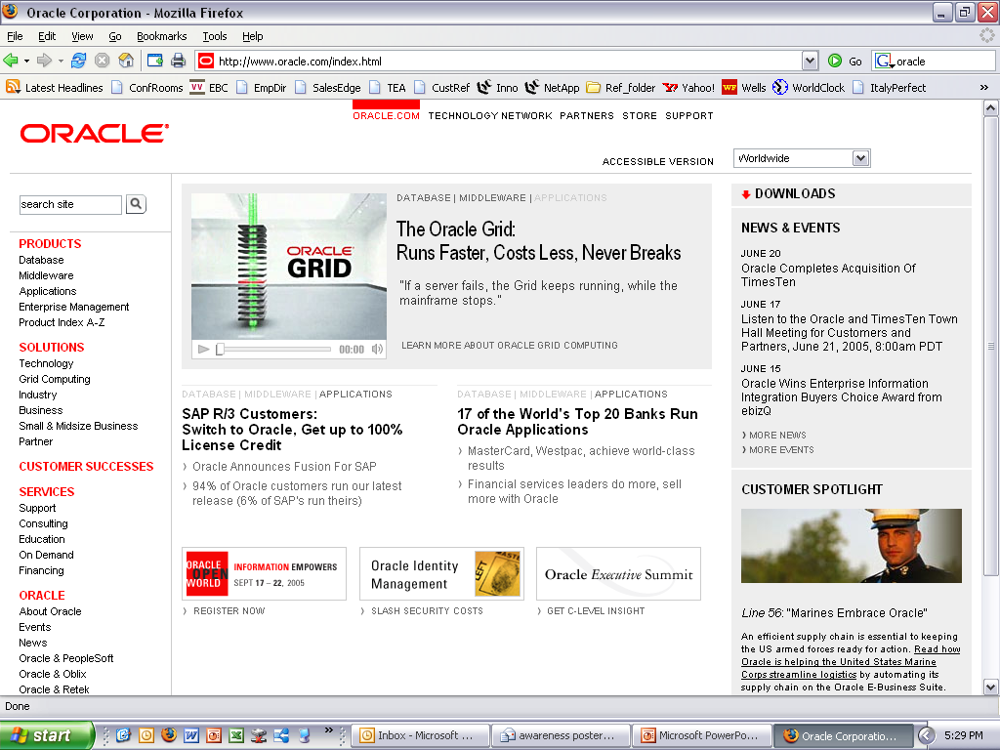 Oracle Corporation - Mozilla Firefox
File Edit View Go Bookmarks Tools Help
http://www.oracle.com/index.html Go oracle
Latest Headlines ConfRooms EBC EmpDir SalesEdge TEA CustRef Inno NetApp Ref_folder Yahoo! Wells WorldClock ItalyPerfect »
ORACLE
ORACLE.COM TECHNOLOGY NETWORK PARTNERS STORE SUPPORT
ACCESSIBLE VERSION Worldwide
search site
PRODUCTS
Database
Middleware
Applications
Enterprise Management
Product Index A-Z
SOLUTIONS
Technology
Grid Computing
Industry
Business
Small & Midsize Business
Partner
CUSTOMER SUCCESSES
SERVICES
Support
Consulting
Education
On Demand
Financing
ORACLE
About Oracle
Events
News
Oracle & PeopleSoft
Oracle & Oblix
Oracle & Retek
ORACLE
GRID
00:00
DATABASE | MIDDLEWARE | APPLICATIONS
The Oracle Grid:
Runs Faster, Costs Less, Never Breaks
"If a server fails, the Grid keeps running, while the
mainframe stops."
LEARN MORE ABOUT ORACLE GRID COMPUTING
DATABASE | MIDDLEWARE | APPLICATIONS
SAP R/3 Customers:
Switch to Oracle, Get up to 100%
License Credit
› Oracle Announces Fusion For SAP
› 94% of Oracle customers run our latest
release (6% of SAP's run theirs)
DATABASE | MIDDLEWARE | APPLICATIONS
17 of the World's Top 20 Banks Run
Oracle Applications
› MasterCard, Westpac, achieve world-class
results
› Financial services leaders do more, sell
more with Oracle
ORACLE
OPEN
WORLD
INFORMATION EMPOWERS
SEPT 17 – 22, 2005
› REGISTER NOW
Oracle Identity
Management
› SLASH SECURITY COSTS
Oracle Executive Summit
› GET C-LEVEL INSIGHT
DOWNLOADS
NEWS & EVENTS
JUNE 20
Oracle Completes Acquisition Of
TimesTen
JUNE 17
Listen to the Oracle and TimesTen Town
Hall Meeting for Customers and
Partners, June 21, 2005, 8:00am PDT
JUNE 15
Oracle Wins Enterprise Information
Integration Buyers Choice Award from
ebizQ
› MORE NEWS
› MORE EVENTS
CUSTOMER SPOTLIGHT
Line 56: "Marines Embrace Oracle"
An efficient supply chain is essential to keeping
the US armed forces ready for action. Read how
Oracle is helping the United States Marine
Corps streamline logistics by automating its
supply chain on the Oracle E-Business Suite.
Done
start » Inbox - Microsoft ... awareness poster... Microsoft PowerPo... Oracle Corporatio... 5:29 PM